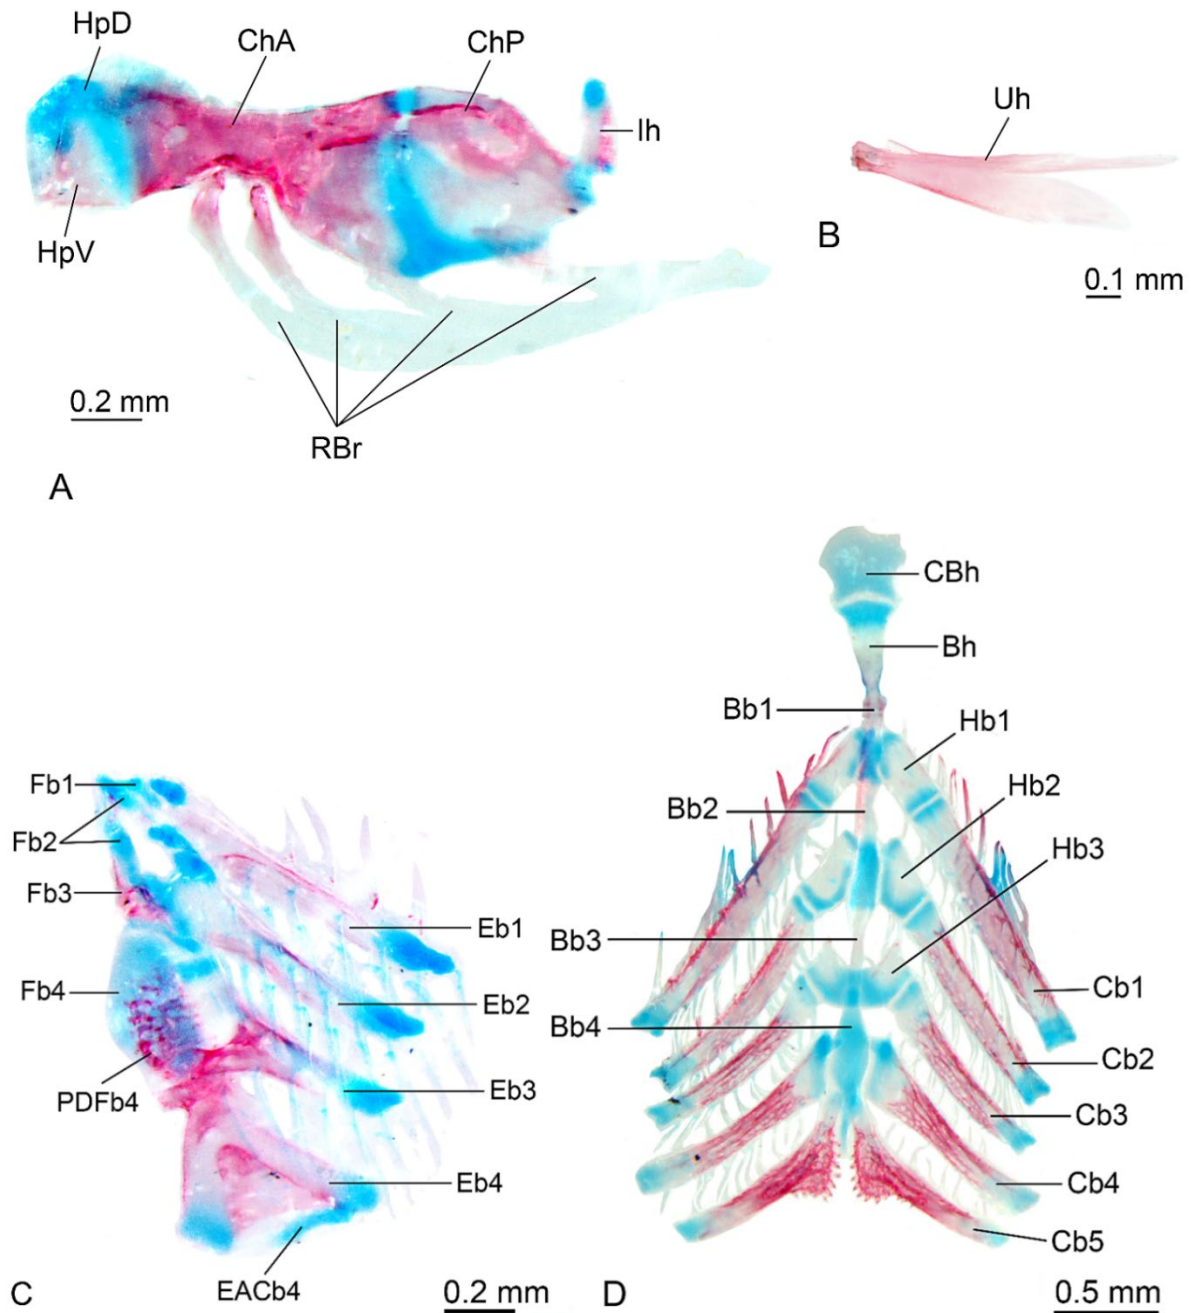 HpD
ChA
ChP
Ih
HpV
RBr
0.2 mm
A
Uh
B
0.1 mm
Fb1
Fb2
Fb3
Fb4
PDFb4
Eb1
Eb2
Eb3
Eb4
EACb4
C
0.2 mm
CBh
Bh
Bb1
Hb1
Bb2
Hb2
Hb3
Bb3
Bb4
Cb1
Cb2
Cb3
Cb4
Cb5
D
0.5 mm